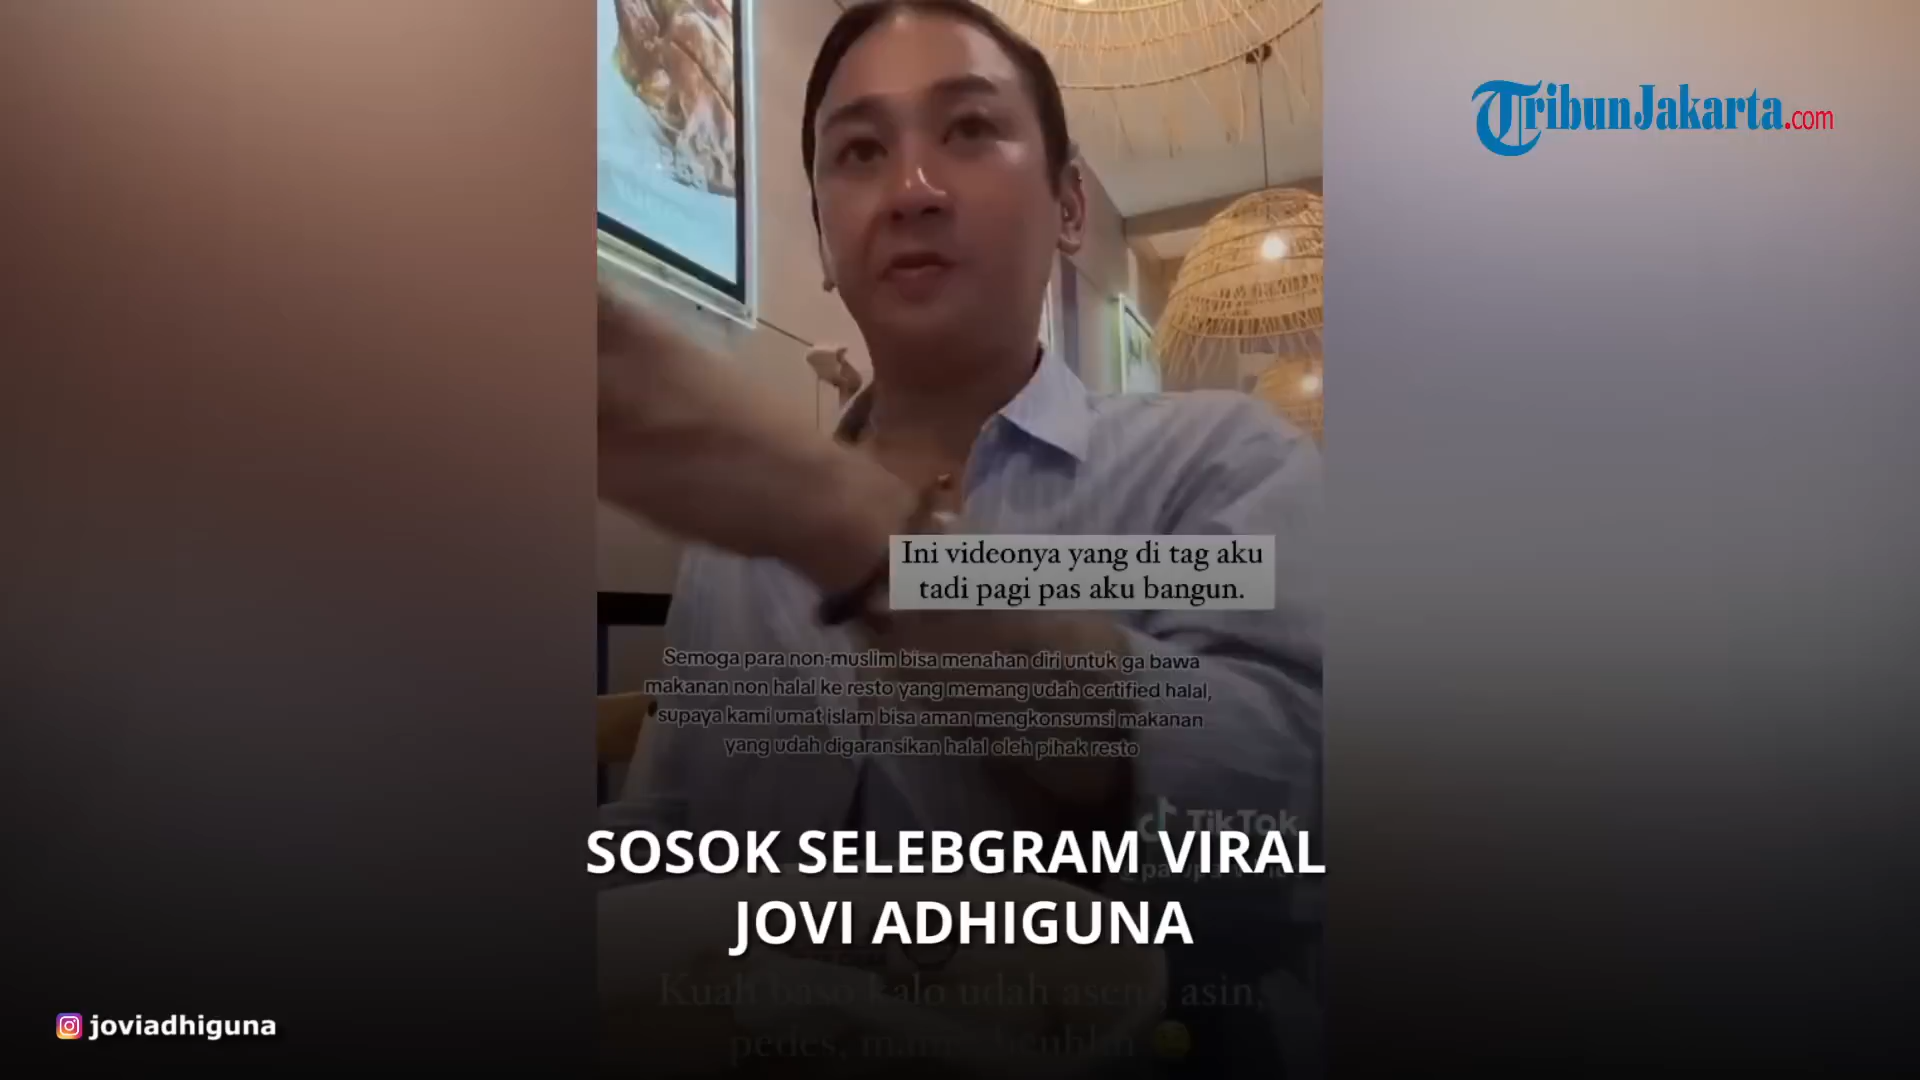 TribunJakarta.com
Ini videonya yang di tag aku
tadi pagi pas aku bangun.
Semoga para non-muslim bisa menahan diri untuk ga bawa
makanan non halal ke resto yang memang udah certified halal,
supaya kami umat islam bisa aman mengkonsumsi makanan
yang udah digaransikan halal oleh pihak resto
TikTok
SOSOK SELEBGRAM VIRAL
JOVI ADHIGUNA
Kuah baso kalo udah asem, asin,
pedes,
joviadhiguna